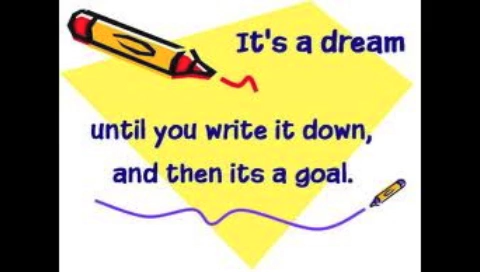 It's a dream
until you write it down,
and then its a goal.